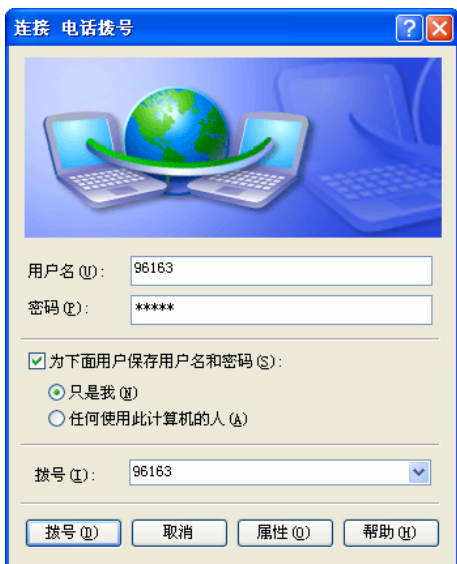 连接 电话拨号
用户名(U): 96163
密码(P): *****
为下面用户保存用户名和密码(S):
只是我(N)
任何使用此计算机的人(A)
拨号(I): 96163
拨号(D) 取消 属性(O) 帮助(H)